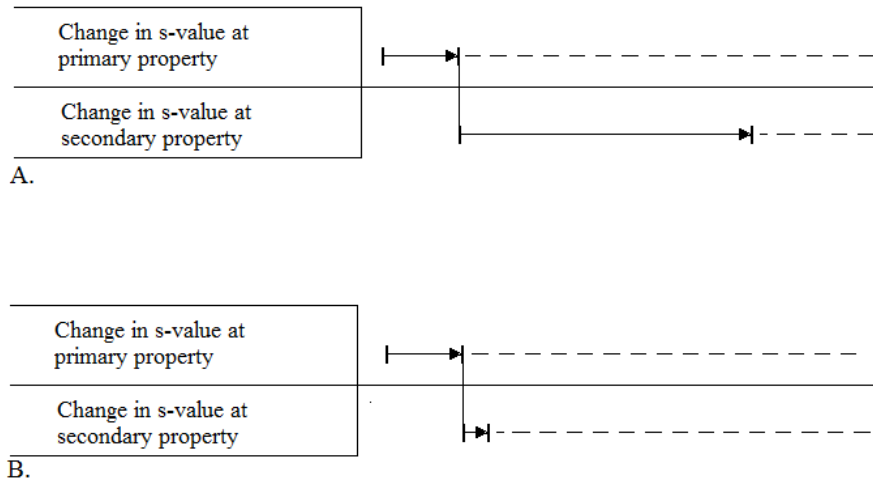 Change in s-value at
primary property
Change in s-value at
secondary property
A.
Change in s-value at
primary property
Change in s-value at
secondary property
B.